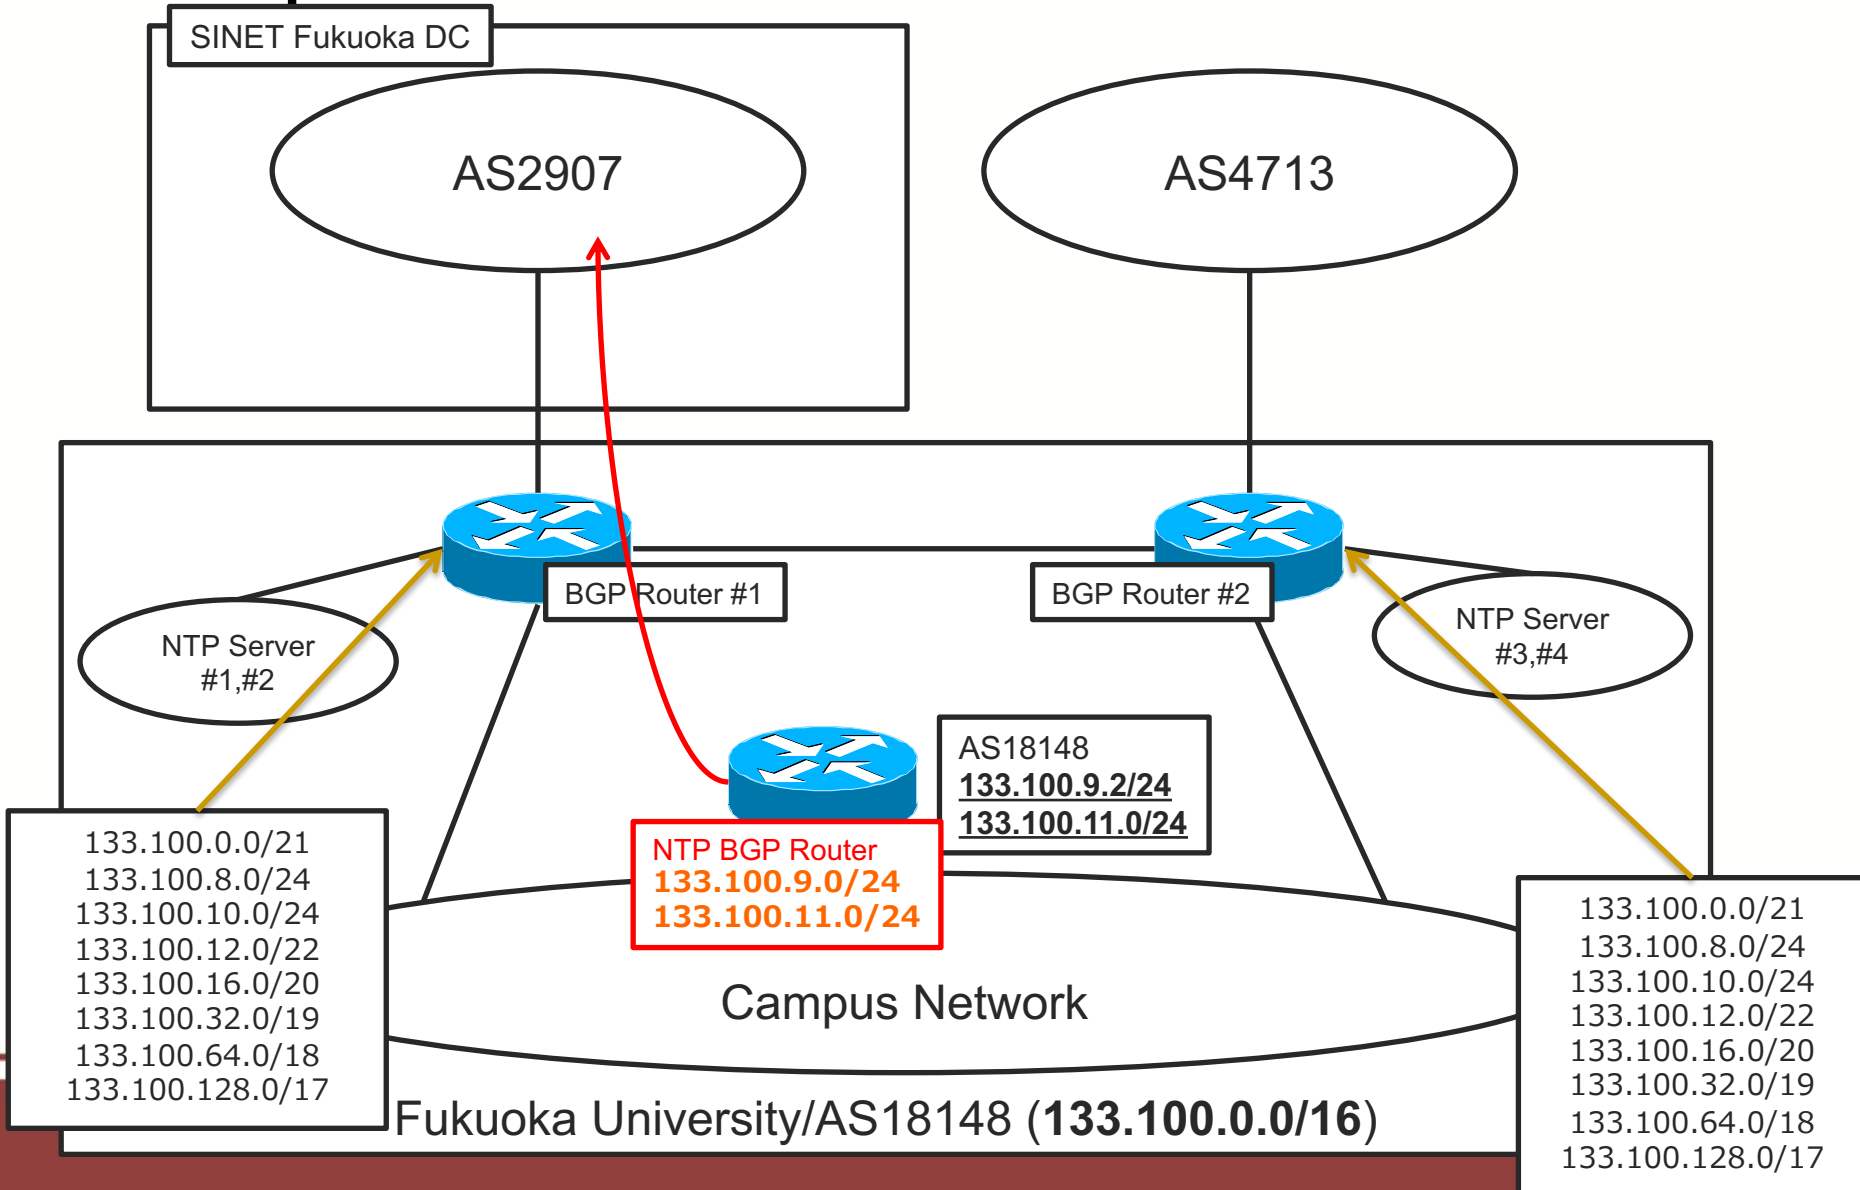 SINET Fukuoka DC
AS2907
AS4713
BGP Router #1
BGP Router #2
NTP Server
#1,#2
NTP Server
#3,#4
AS18148
133.100.9.2/24
133.100.11.0/24
NTP BGP Router
133.100.9.0/24
133.100.11.0/24
133.100.0.0/21
133.100.8.0/24
133.100.10.0/24
133.100.12.0/22
133.100.16.0/20
133.100.32.0/19
133.100.64.0/18
133.100.128.0/17
133.100.0.0/21
133.100.8.0/24
133.100.10.0/24
133.100.12.0/22
133.100.16.0/20
133.100.32.0/19
133.100.64.0/18
133.100.128.0/17
Campus Network
Fukuoka University/AS18148 (133.100.0.0/16)